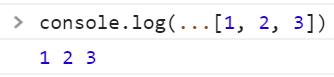 > console.log(...[1, 2, 3])
1 2 3